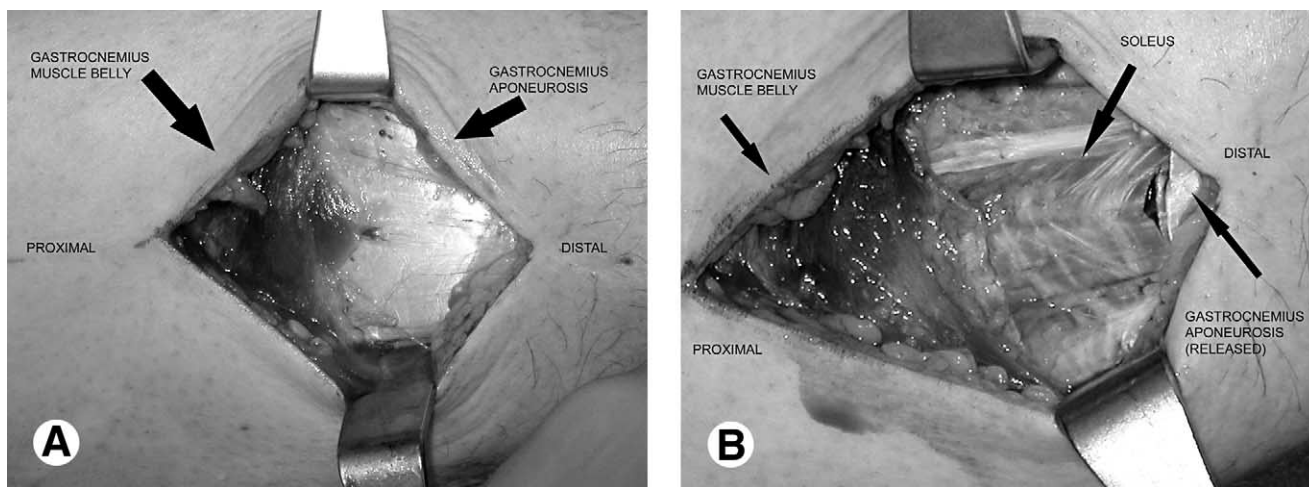 GASTROCNEMIUS
MUSCLE BELLY
GASTROCNEMIUS
APONEUROSIS
PROXIMAL
DISTAL
A
SOLEUS
GASTROCNEMIUS
MUSCLE BELLY
DISTAL
GASTROCNEMIUS
APONEUROSIS
(RELEASED)
PROXIMAL
B